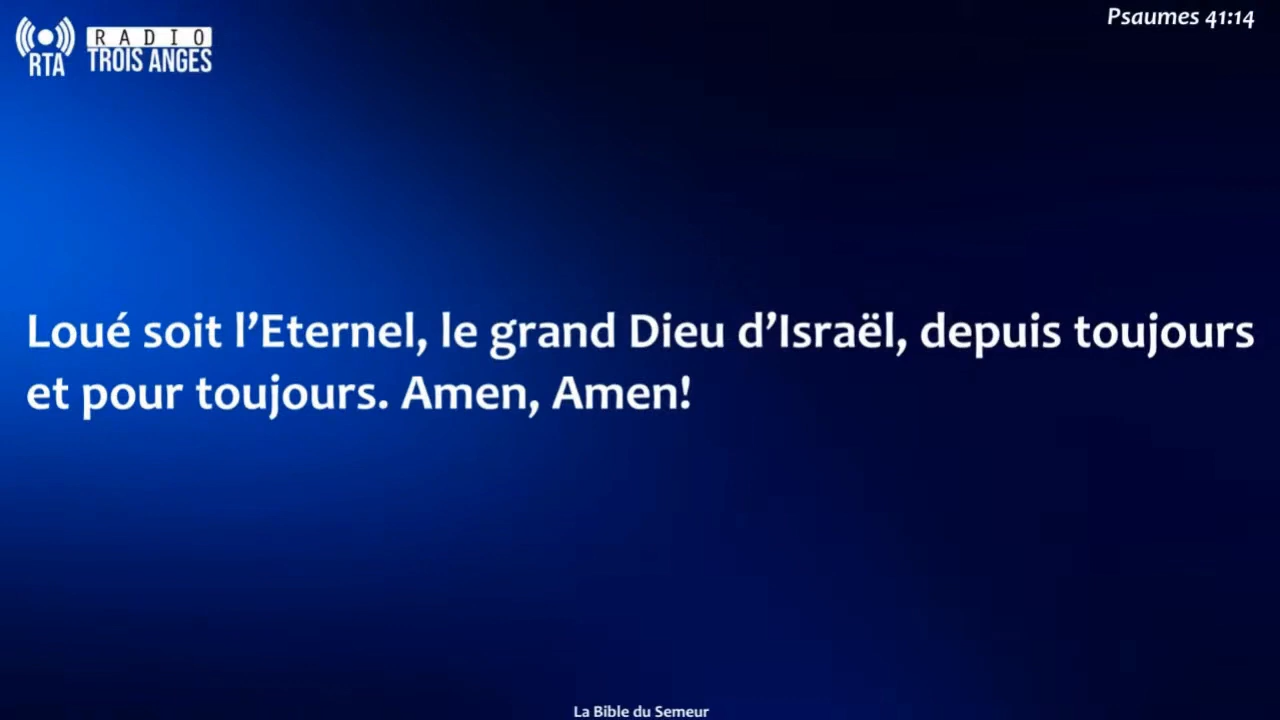 Psaumes 41:14
RADIO
RTA TROIS ANGES
Loué soit l’Eternel, le grand Dieu d’Israël, depuis toujours
et pour toujours. Amen, Amen!
La Bible du Semeur